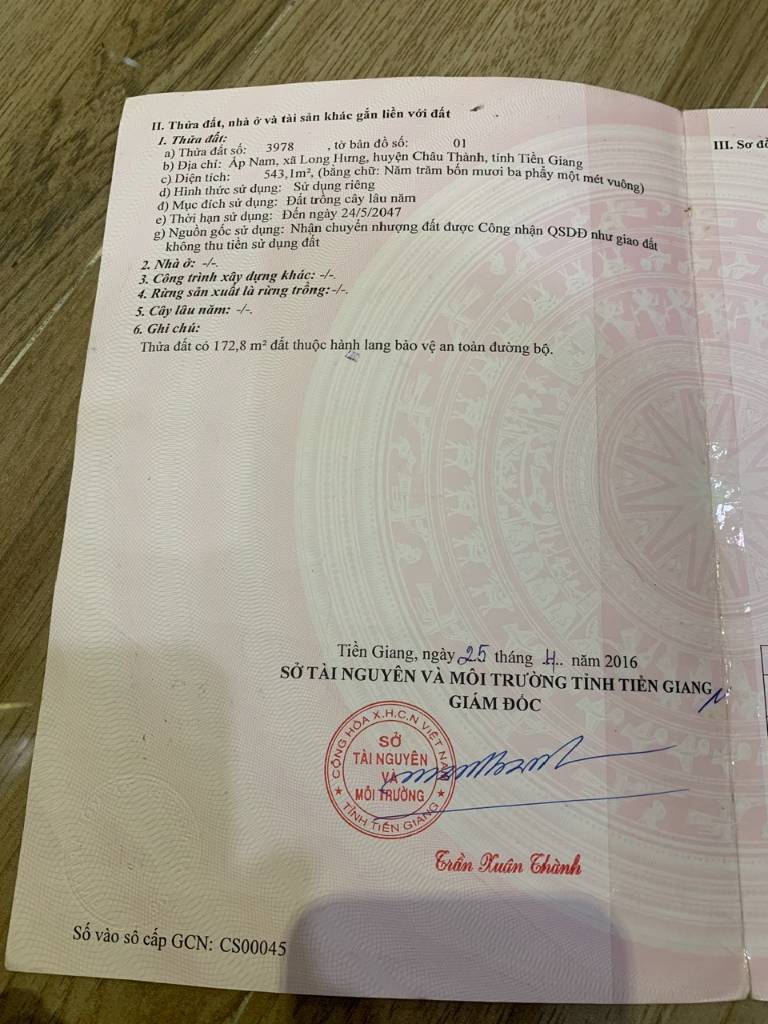 II. Thửa đất, nhà ở và tài sản khác gắn liền với đất
1. Thửa đất:
a) Thửa đất số: 3978 , tờ bản đồ số: 01
b) Địa chỉ: Ấp Nam, xã Long Hưng, huyện Châu Thành, tỉnh Tiền Giang
c) Diện tích: 543,1m², (bằng chữ: Năm trăm bốn mươi ba phẩy một mét vuông)
d) Hình thức sử dụng: Sử dụng riêng
đ) Mục đích sử dụng: Đất trồng cây lâu năm
e) Thời hạn sử dụng: Đến ngày 24/5/2047
g) Nguồn gốc sử dụng: Nhận chuyển nhượng đất được Công nhận QSDĐ như giao đất
không thu tiền sử dụng đất
2. Nhà ở: -/-.
3. Công trình xây dựng khác: -/-.
4. Rừng sản xuất là rừng trồng: -/-.
5. Cây lâu năm: -/-.
6. Ghi chú:
Thửa đất có 172,8 m² đất thuộc hành lang bảo vệ an toàn đường bộ.
III. Sơ đồ
Tiền Giang, ngày 25 tháng 4.. năm 2016
SỞ TÀI NGUYÊN VÀ MÔI TRƯỜNG TỈNH TIỀN GIANG
GIÁM ĐỐC
CỘNG HÒA X.H.C.N VIỆT NAM
SỞ
TÀI NGUYÊN
VÀ
MÔI TRƯỜNG
TỈNH TIỀN GIANG
Trần Xuân Thành
Số vào sổ cấp GCN: CS00045